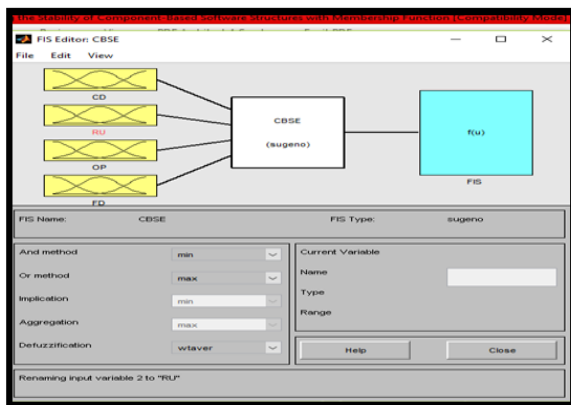 the Stability of Component-Based Software Structures with Membership Function [Compatibility Mode]
FIS Editor: CBSE
File Edit View
CD
RU
OP
FD
CBSE
(sugeno)
f(u)
FIS
FIS Name: CBSE FIS Type: sugeno
And method min
Or method max
Implication min
Aggregation max
Defuzzification wtaver
Current Variable
Name
Type
Range
Help Close
Renaming input variable 2 to "RU"